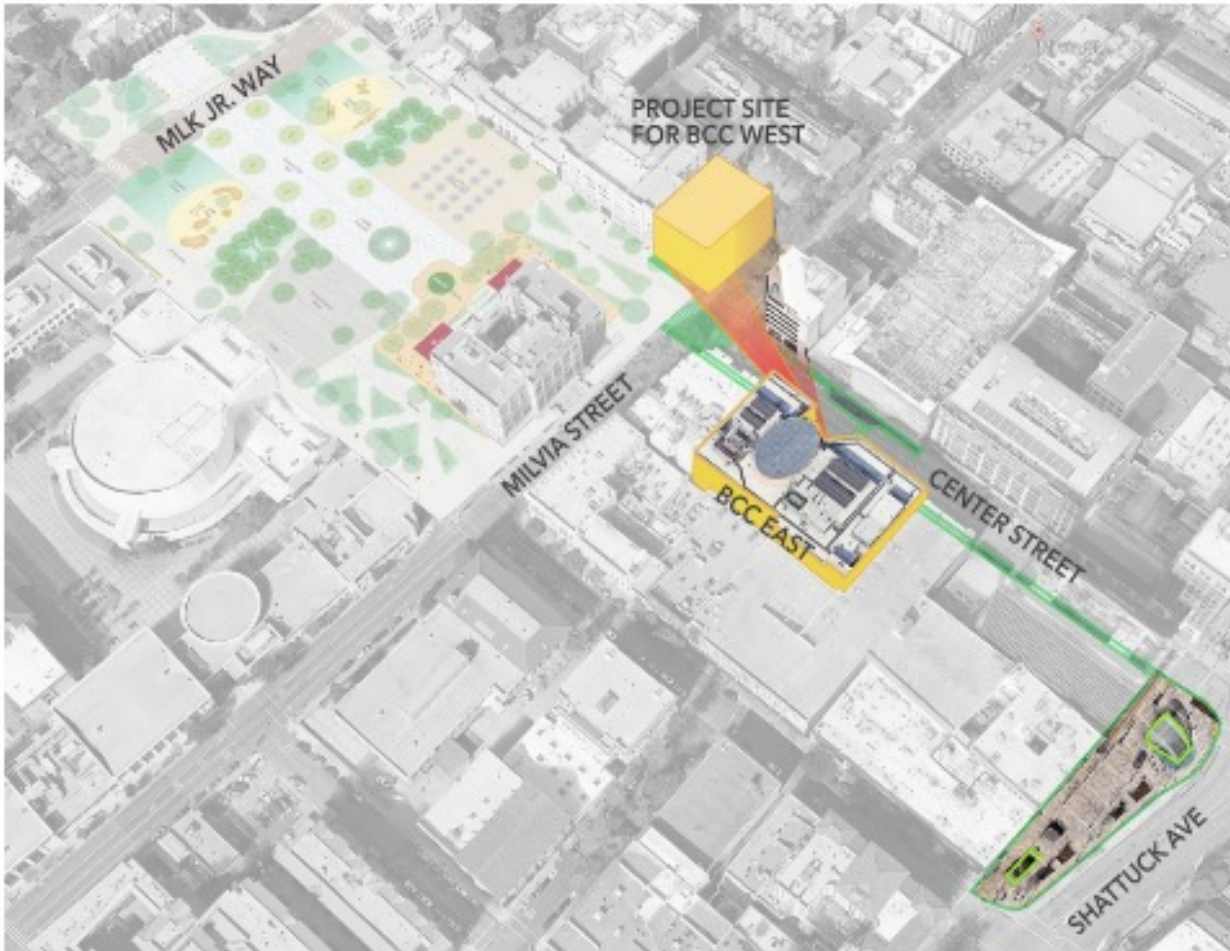 MLK JR. WAY
PROJECT SITE
FOR BCC WEST
MILVIA STREET
BCC EAST
CENTER STREET
SHATTUCK AVE